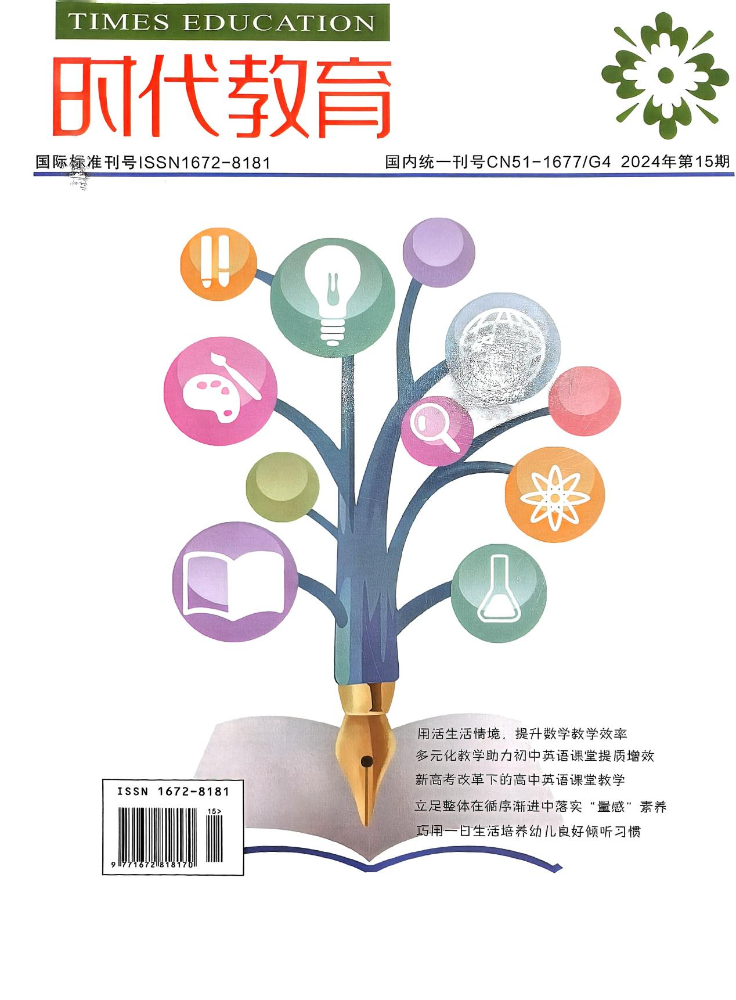 TIMES EDUCATION
时代教育
国际标准刊号ISSN1672-8181
国内统一刊号CN51-1677/G4 2024年第15期
用活生活情境，提升数学教学效率
多元化教学助力初中英语课堂提质增效
新高考改革下的高中英语课堂教学
立足整体在循序渐进中落实“量感”素养
巧用一日生活培养幼儿良好倾听习惯
ISSN 1672-8181
15>
9 771672 818170